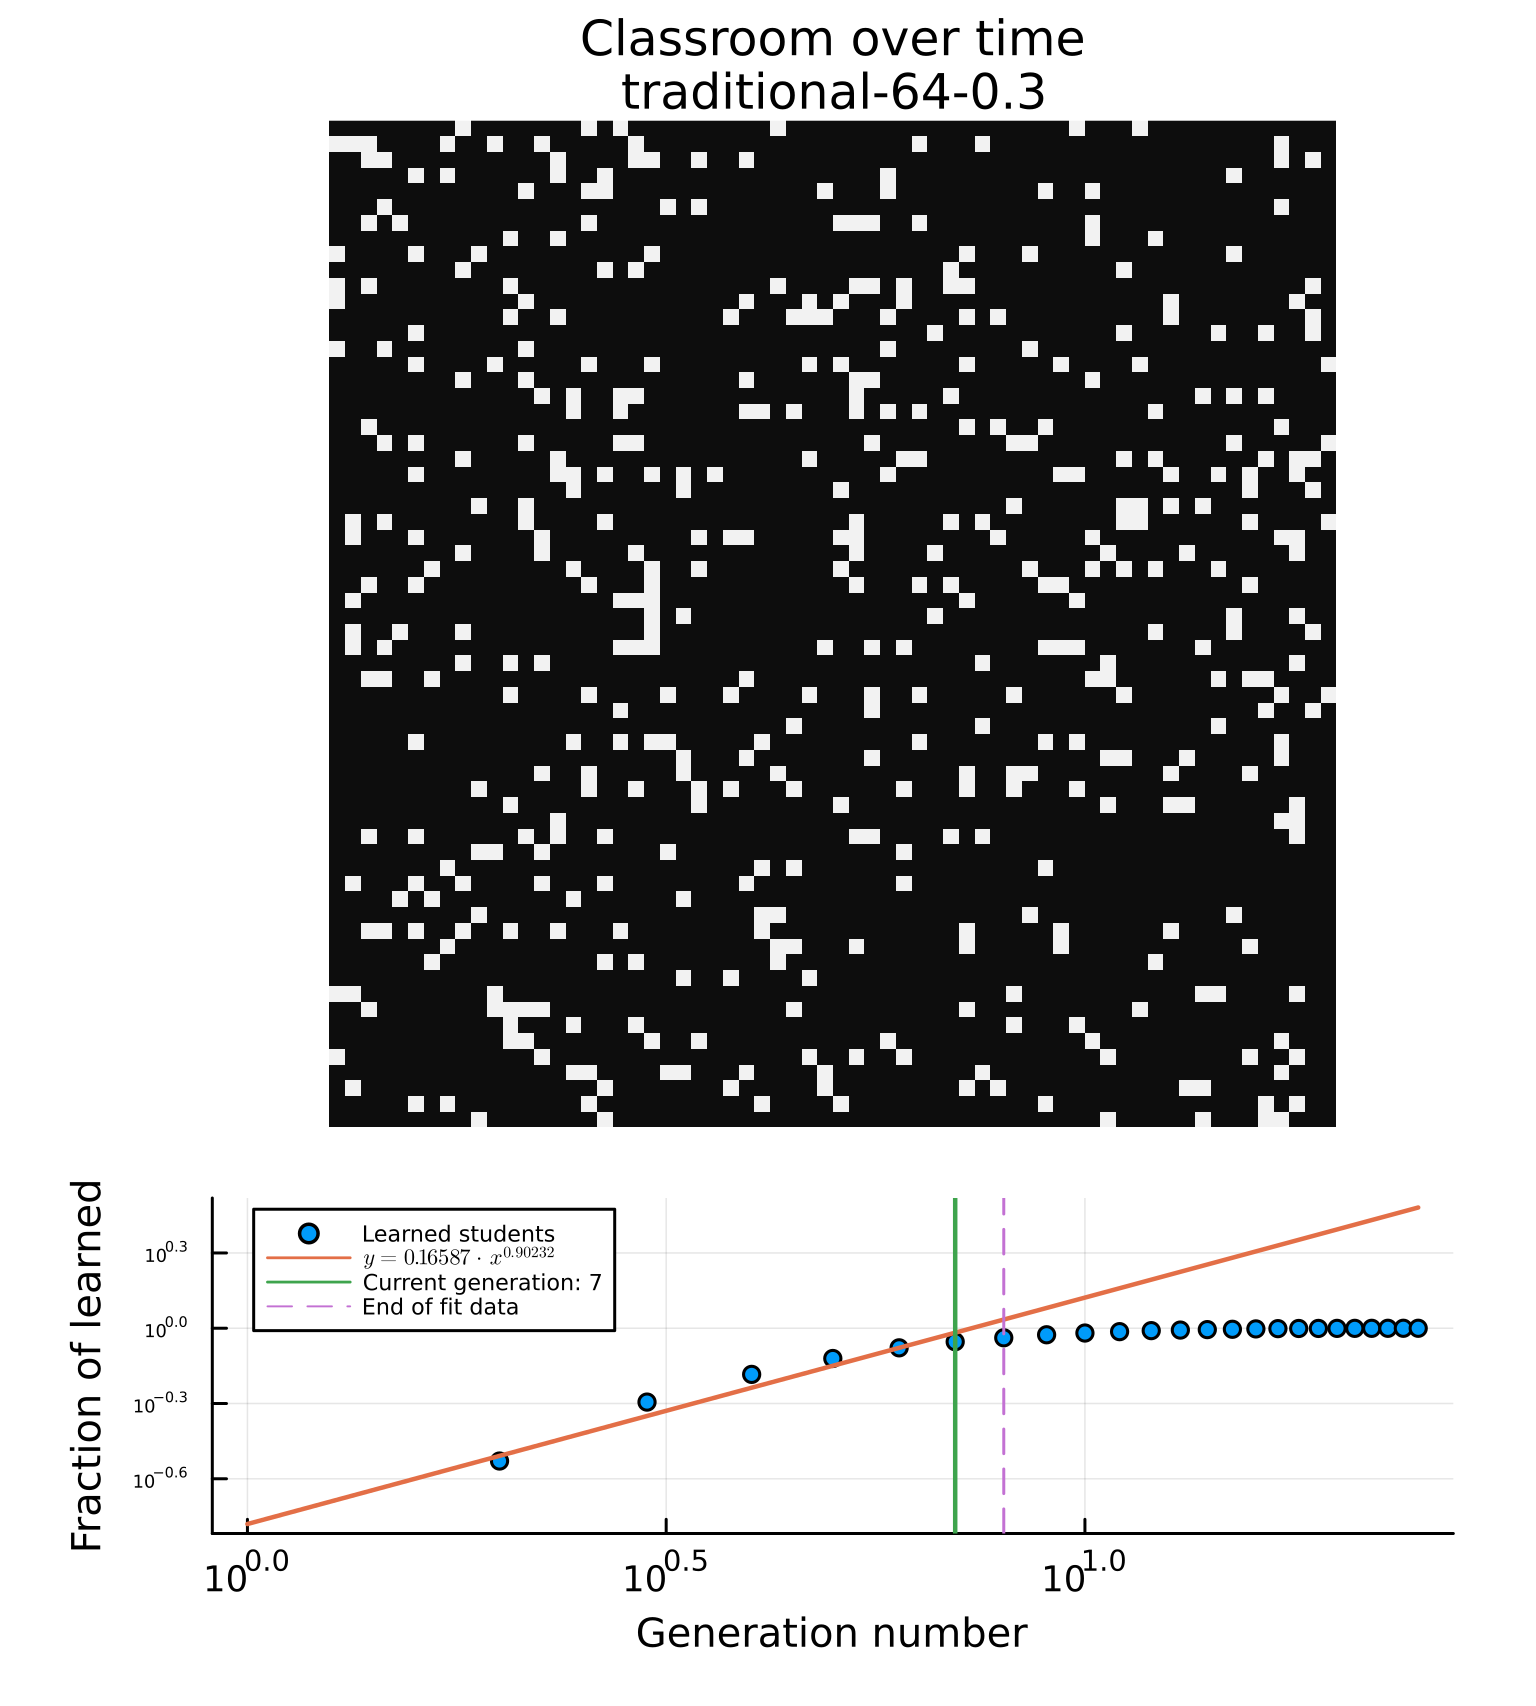 Classroom over time
traditional-64-0.3
Fraction of learned
10^0.3
10^0.0
10^−0.3
10^−0.6
Learned students
y = 0.16587 · x^0.90232
Current generation: 7
End of fit data
10^0.0
10^0.5
10^1.0
Generation number